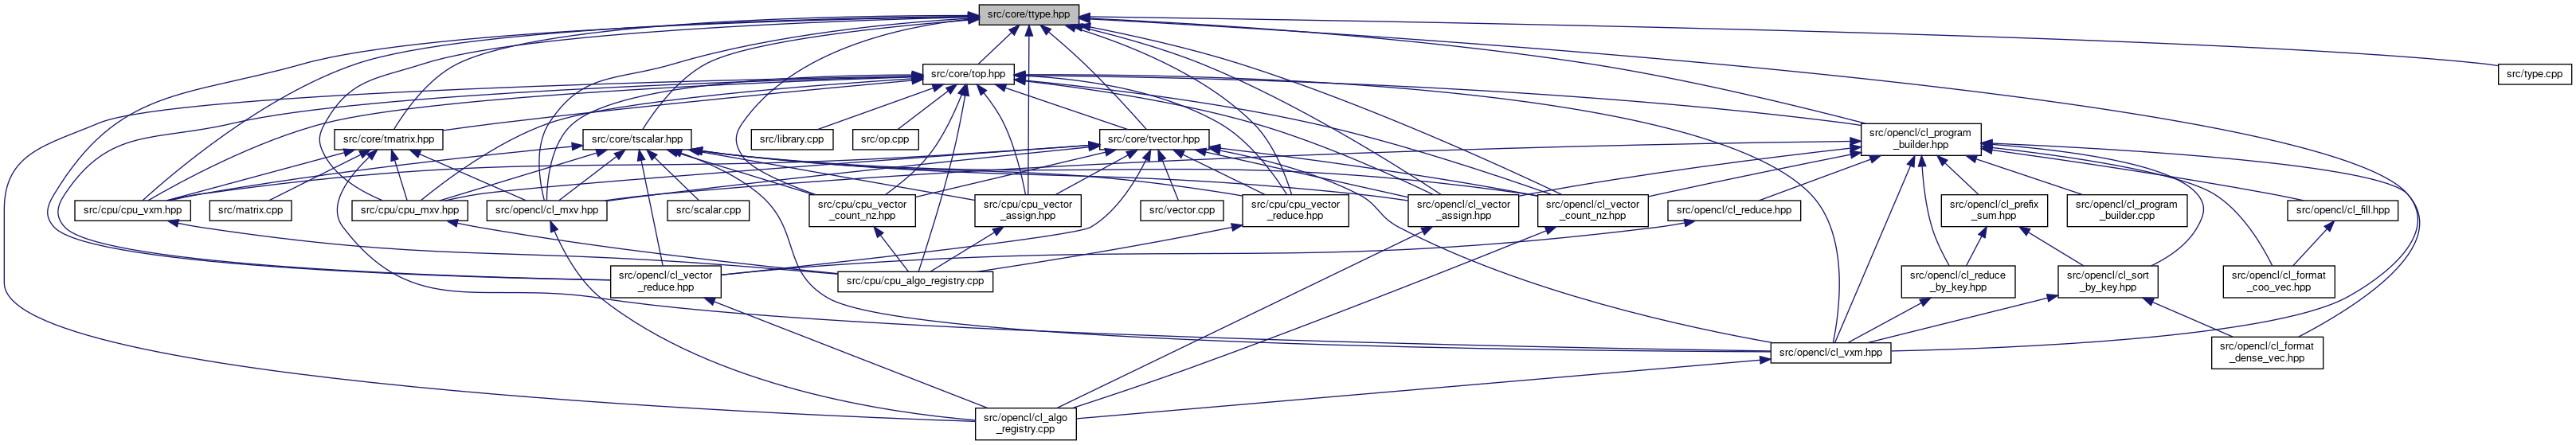 src/core/ttype.hpp
src/core/top.hpp
src/type.cpp
src/core/tmatrix.hpp
src/core/tscalar.hpp
src/library.cpp
src/op.cpp
src/core/tvector.hpp
src/opencl/cl_program
_builder.hpp
src/cpu/cpu_vxm.hpp
src/matrix.cpp
src/cpu/cpu_mxv.hpp
src/opencl/cl_mxv.hpp
src/scalar.cpp
src/cpu/cpu_vector
_count_nz.hpp
src/cpu/cpu_vector
_assign.hpp
src/vector.cpp
src/cpu/cpu_vector
_reduce.hpp
src/opencl/cl_vector
_assign.hpp
src/opencl/cl_vector
_count_nz.hpp
src/opencl/cl_reduce.hpp
src/opencl/cl_prefix
_sum.hpp
src/opencl/cl_program
_builder.cpp
src/opencl/cl_fill.hpp
src/opencl/cl_vector
_reduce.hpp
src/cpu/cpu_algo_registry.cpp
src/opencl/cl_reduce
_by_key.hpp
src/opencl/cl_sort
_by_key.hpp
src/opencl/cl_format
_coo_vec.hpp
src/opencl/cl_vxm.hpp
src/opencl/cl_format
_dense_vec.hpp
src/opencl/cl_algo
_registry.cpp